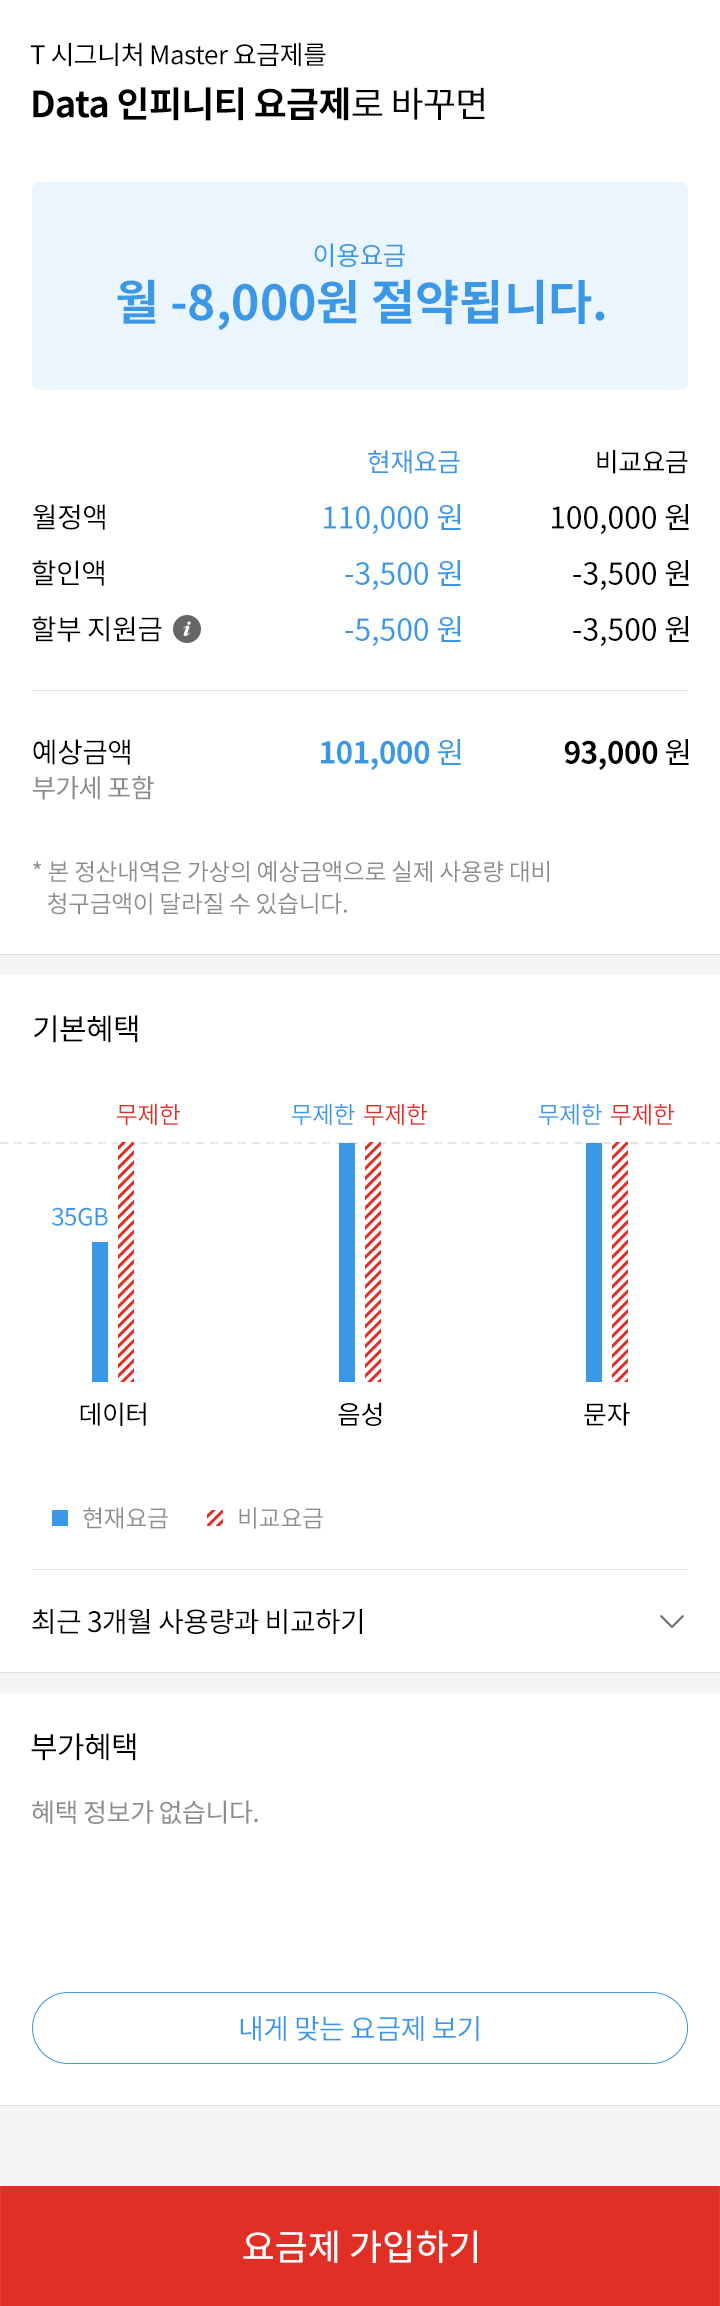 T 시그니처 Master 요금제를
Data 인피니티 요금제로 바꾸면
이용요금
월 -8,000원 절약됩니다.
현재요금 비교요금
월정액 110,000 원 100,000 원
할인액 -3,500 원 -3,500 원
할부 지원금 i -5,500 원 -3,500 원
예상금액 101,000 원 93,000 원
부가세 포함
* 본 정산내역은 가상의 예상금액으로 실제 사용량 대비
청구금액이 달라질 수 있습니다.
기본혜택
무제한 무제한 무제한 무제한 무제한
35GB
데이터 음성 문자
현재요금 비교요금
최근 3개월 사용량과 비교하기
부가혜택
혜택 정보가 없습니다.
내게 맞는 요금제 보기
요금제 가입하기